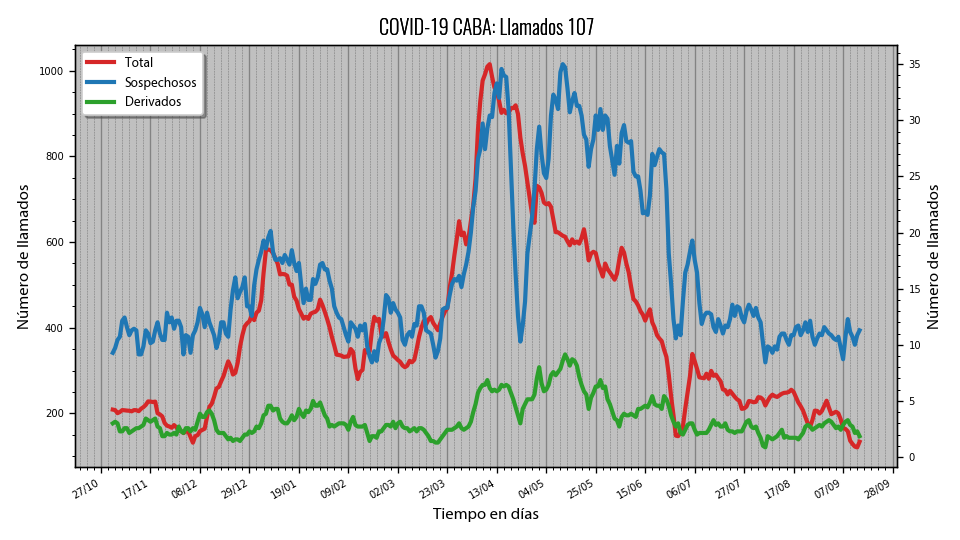 COVID-19 CABA: Llamados 107
Total
Sospechosos
Derivados
Número de llamados
1000
800
600
400
200
35
30
25
20
15
10
5
0
Número de llamados
27/10 17/11 08/12 29/12 19/01 09/02 02/03 23/03 13/04 04/05 25/05 15/06 06/07 27/07 17/08 07/09 28/09
Tiempo en días